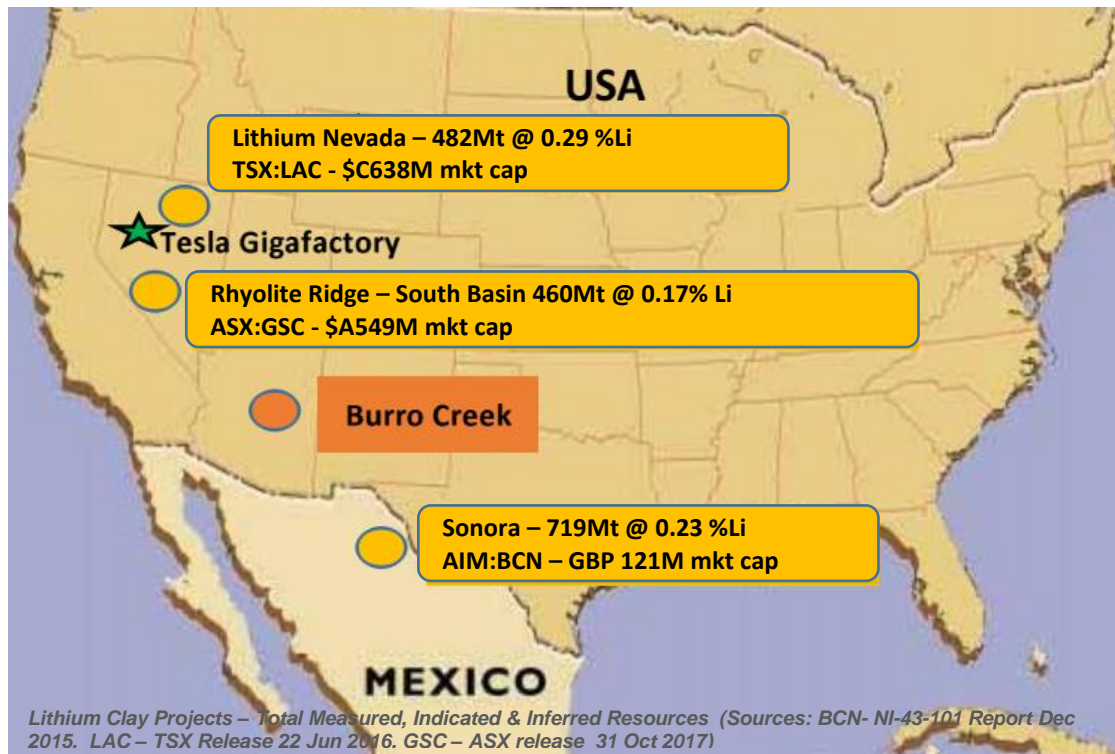 USA
Lithium Nevada – 482Mt @ 0.29 %Li
TSX:LAC - $C638M mkt cap
Tesla Gigafactory
Rhyolite Ridge – South Basin 460Mt @ 0.17% Li
ASX:GSC - $A549M mkt cap
Burro Creek
Sonora – 719Mt @ 0.23 %Li
AIM:BCN – GBP 121M mkt cap
MEXICO
Lithium Clay Projects – Total Measured, Indicated & Inferred Resources (Sources: BCN- NI-43-101 Report Dec
2015. LAC – TSX Release 22 Jun 2016. GSC – ASX release 31 Oct 2017)